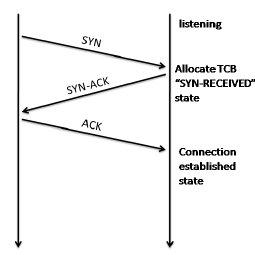 listening
SYN
Allocate TCB
“SYN-RECEIVED”
state
SYN-ACK
ACK
Connection
established
state